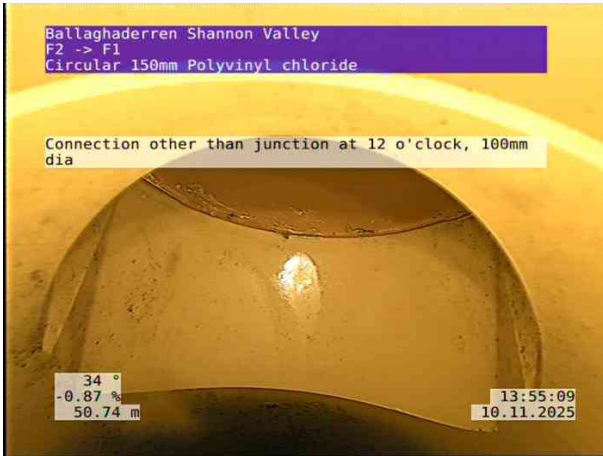 Ballaghaderren Shannon Valley
F2 -> F1
Circular 150mm Polyvinyl chloride
Connection other than junction at 12 o'clock, 100mm
dia
34 °
-0.87 %
50.74 m
13:55:09
10.11.2025